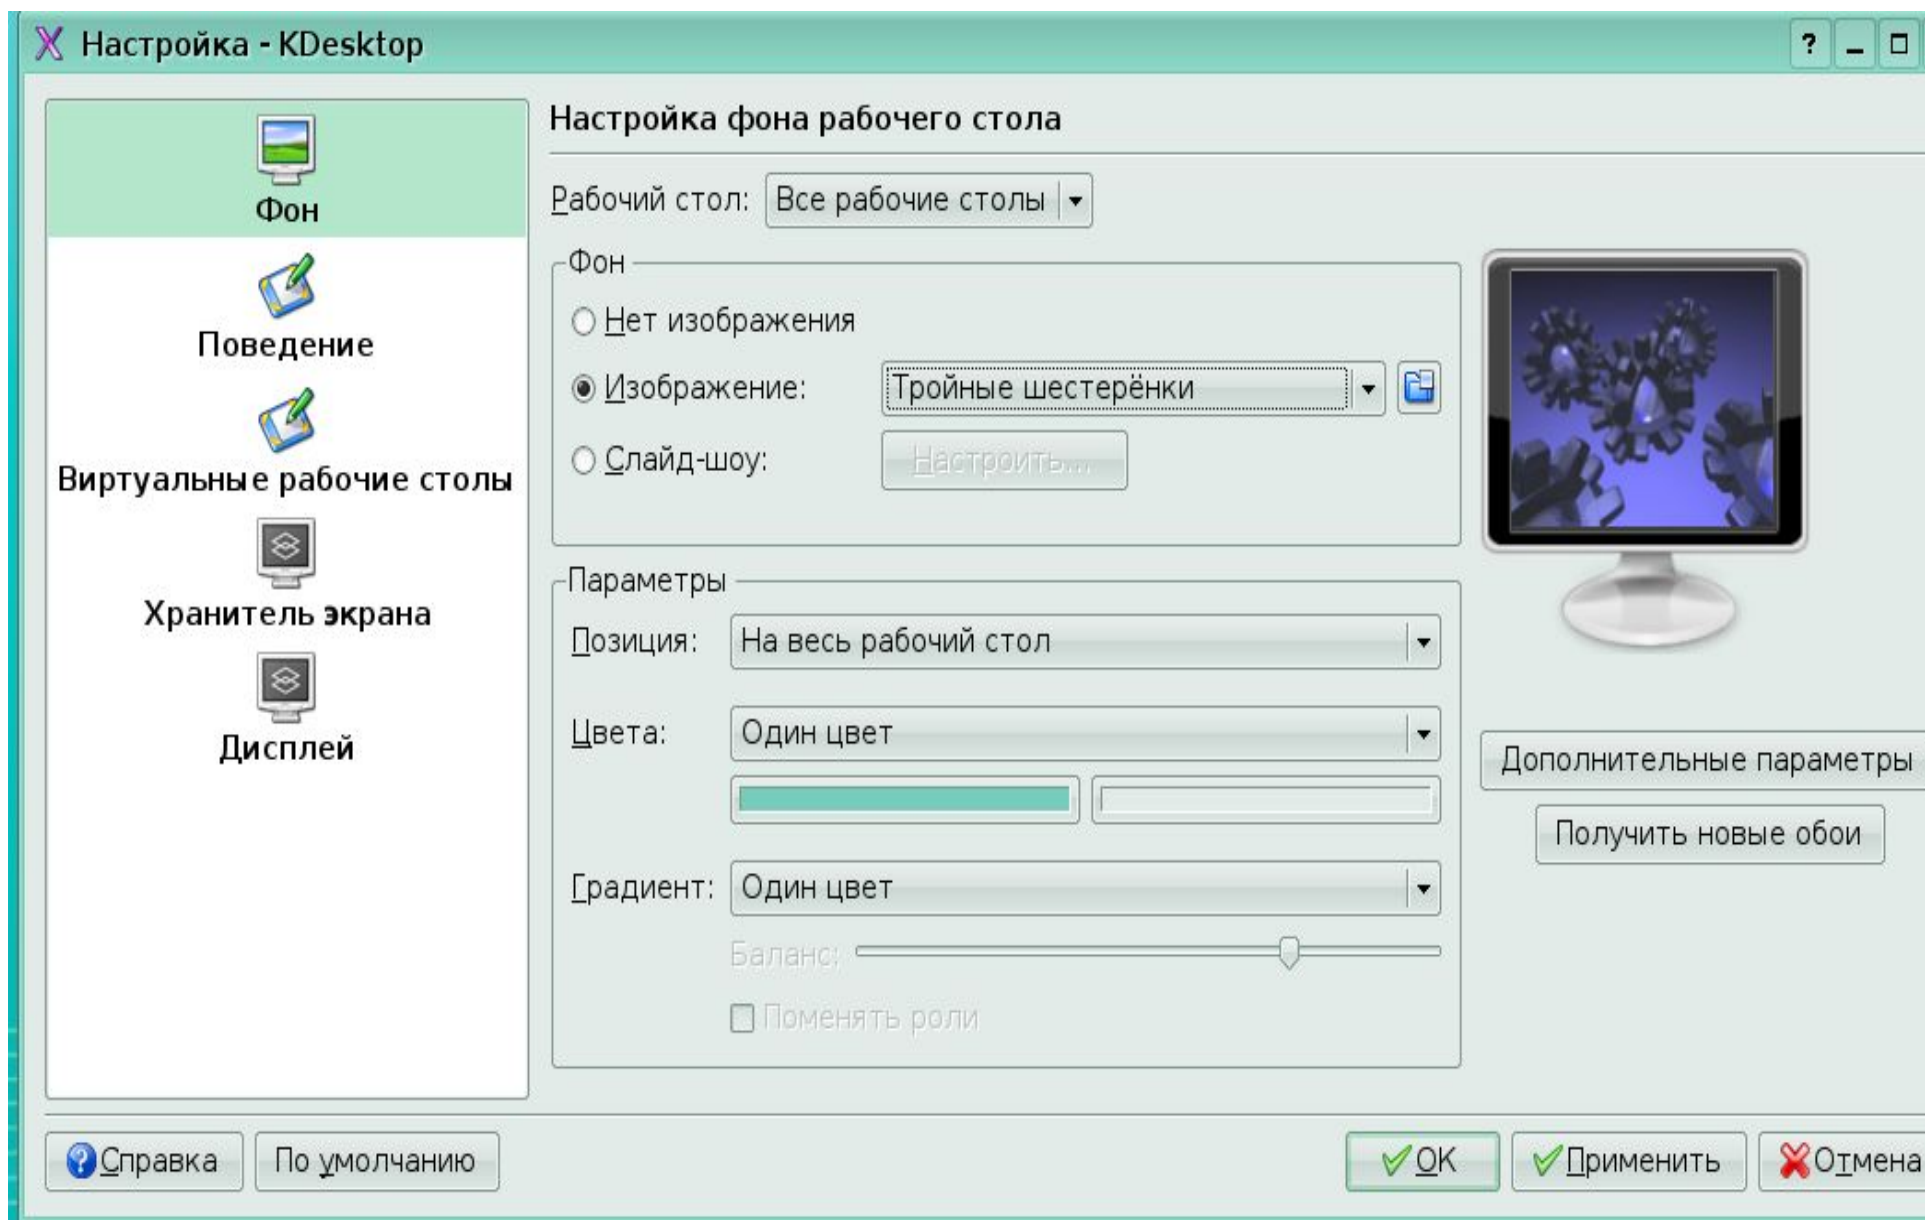 Настройка - KDesktop
Фон
Поведение
Виртуальные рабочие столы
Хранитель экрана
Дисплей
Настройка фона рабочего стола
Рабочий стол: Все рабочие столы
Фон
Нет изображения
Изображение: Тройные шестерёнки
Слайд-шоу: Настроить...
Параметры
Позиция: На весь рабочий стол
Цвета: Один цвет
Градиент: Один цвет
Баланс:
Поменять роли
Дополнительные параметры
Получить новые обои
Справка По умолчанию OK Применить Отмена